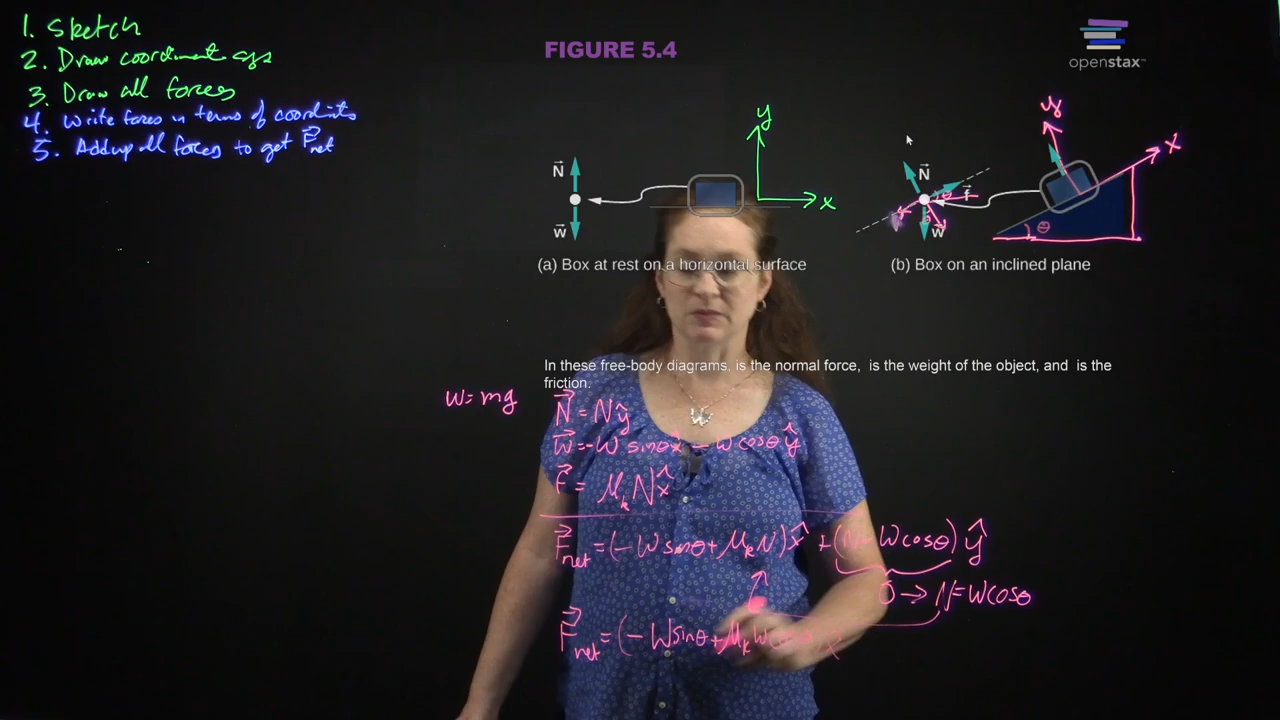 1. Sketch
2. Draw coordinate sys
3. Draw all forces
4. Write forces in terms of coordinates
5. Add up all forces to get F⃗net
FIGURE 5.4
openstax™
N⃗
w⃗
y
x
N⃗
f⃗
w⃗
θ
θ
y
x
(a) Box at rest on a horizontal surface
(b) Box on an inclined plane
In these free-body diagrams, is the normal force, is the weight of the object, and is the
friction.
w = mg
N⃗ = Nŷ
W⃗ = -W sinθ x̂ - W cosθ ŷ
f⃗ = μk N x̂
F⃗net = (-W sinθ + μk N) x̂ + (N - W cosθ) ŷ
0 → N = W cosθ
F⃗net = (-W sinθ + μk W